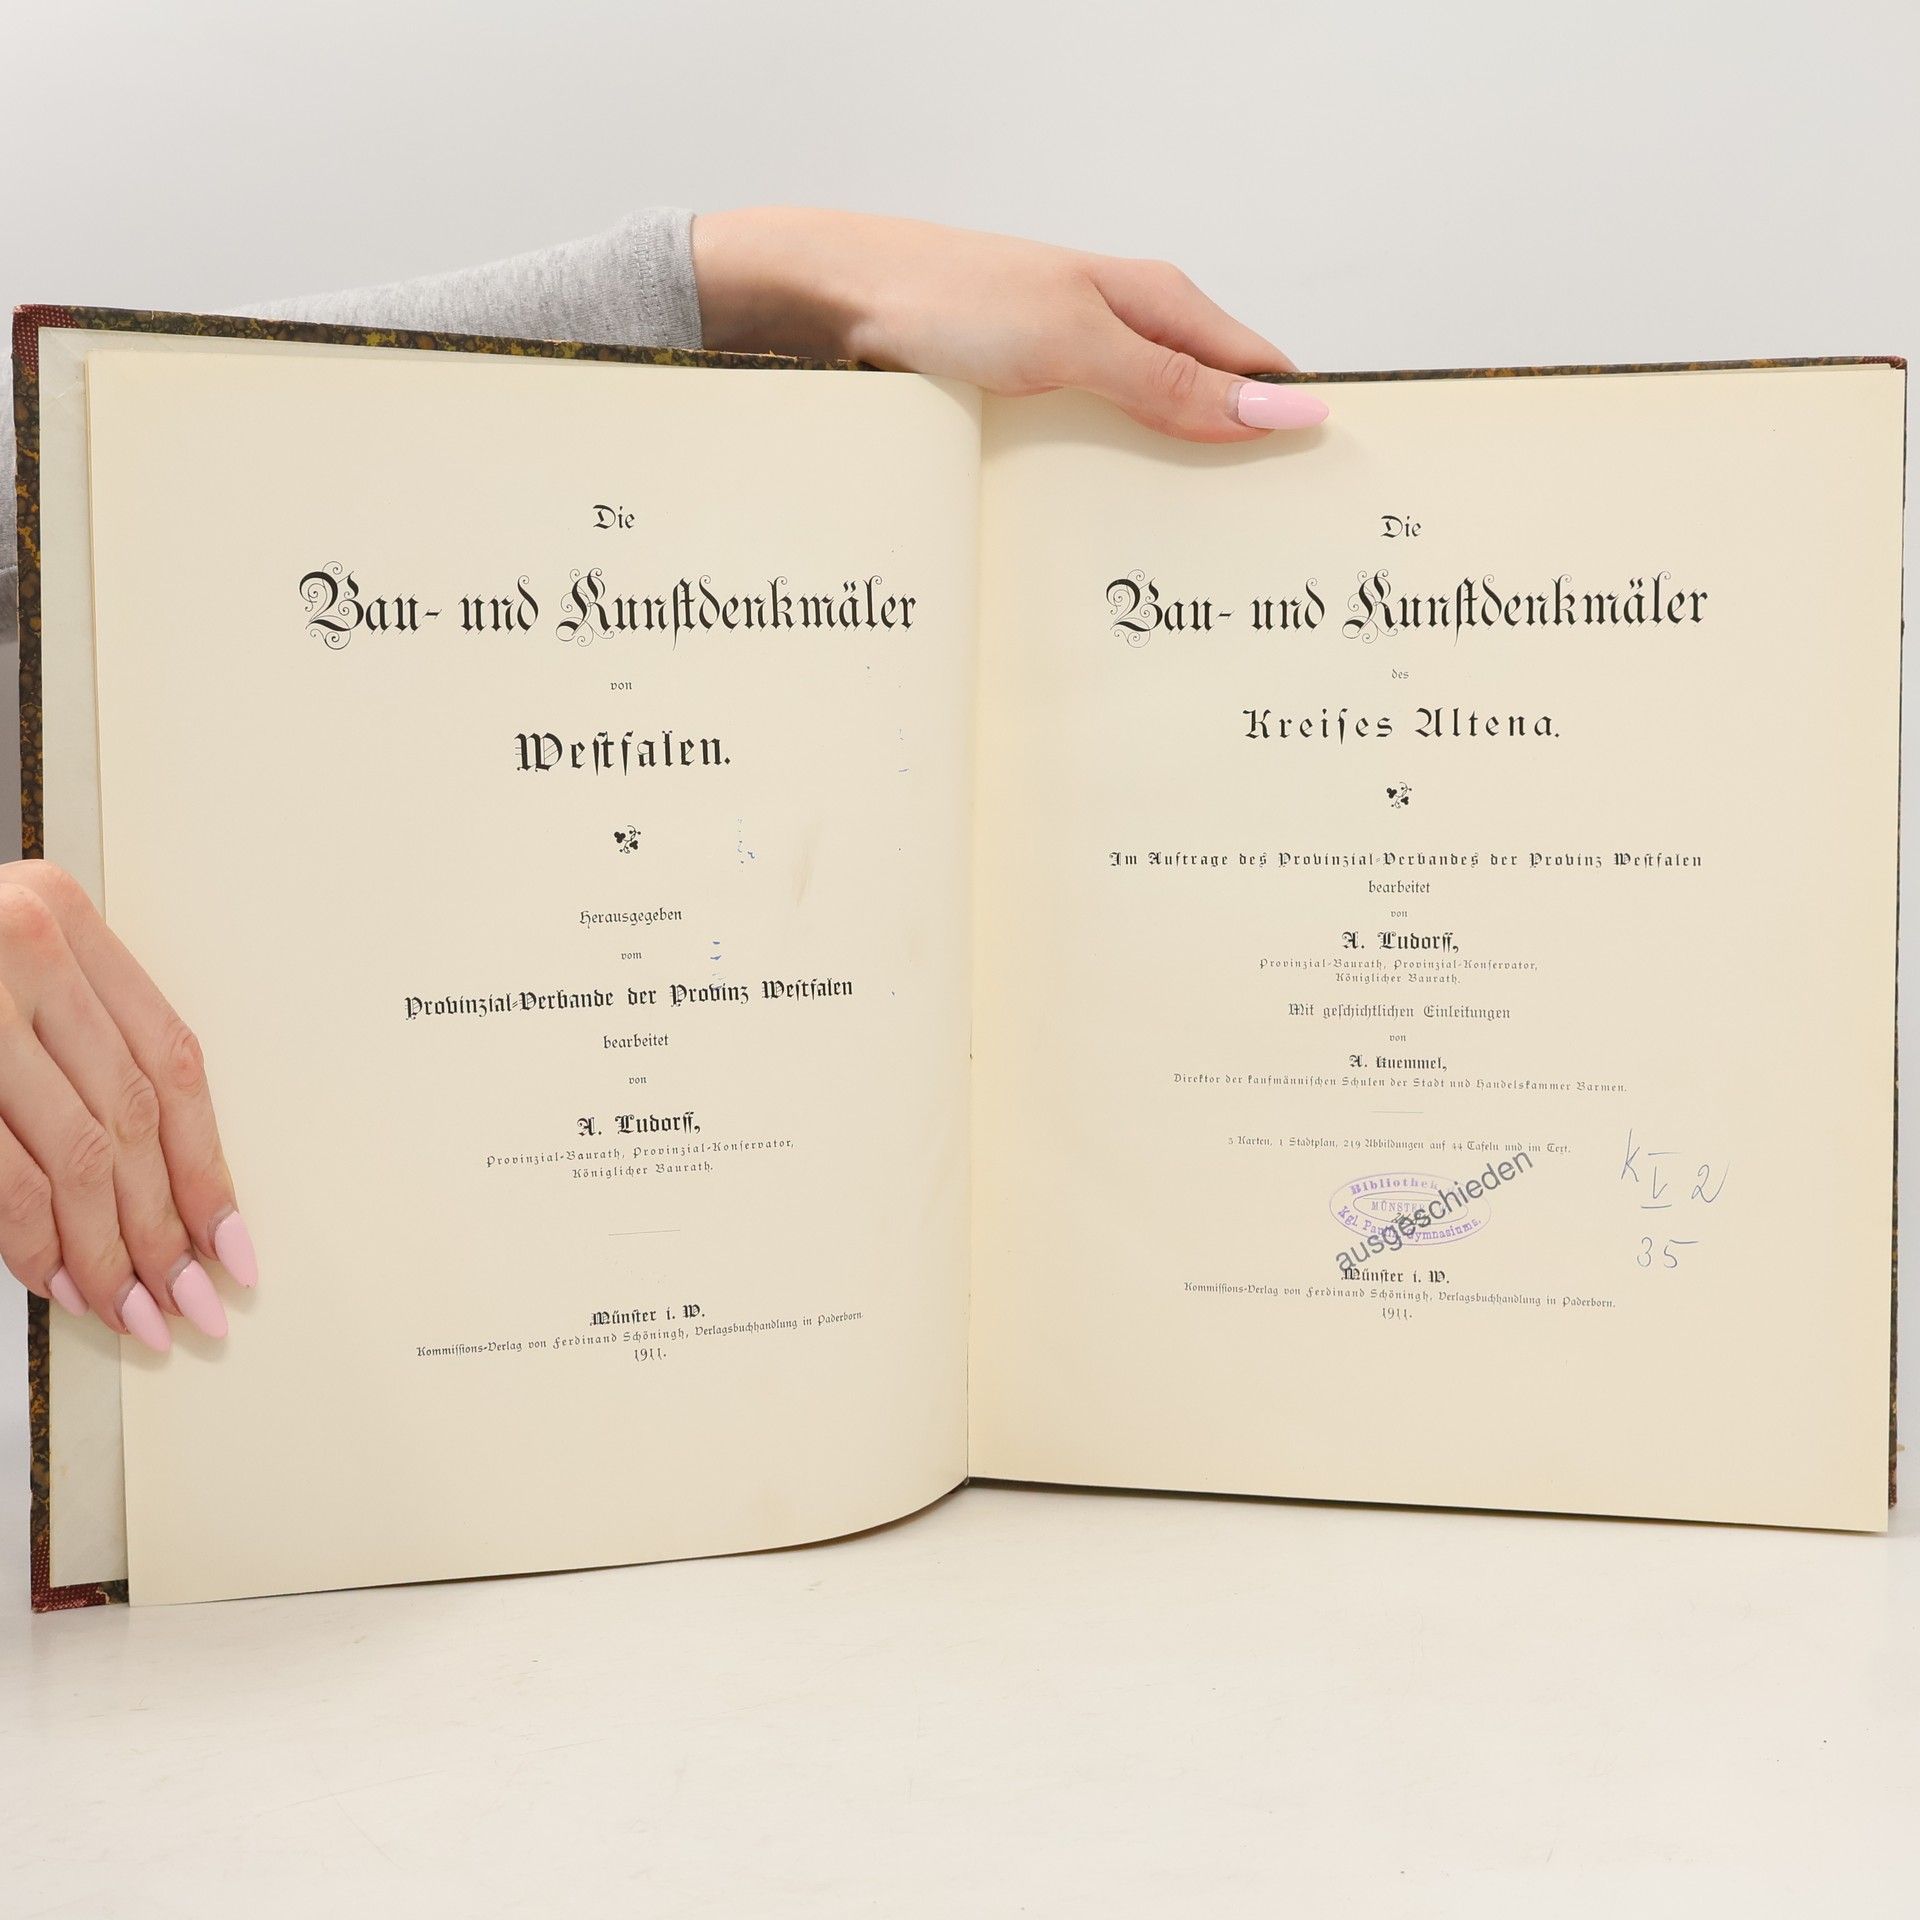 Die
Bau- und Kunſtdenkmäler
von
Weſtfalen.
Herausgegeben
vom
Provinzial-Verbande der Provinz Weſtfalen
bearbeitet
von
A. Ludorff,
Provinzial-Baurath, Provinzial-Konſervator,
Königlicher Baurath.
Münſter i. W.
Kommiſſions-Verlag von Ferdinand Schöningh, Verlagsbuchhandlung in Paderborn.
1911.
Die
Bau- und Kunſtdenkmäler
des
Kreiſes Altena.
Im Auftrage des Provinzial-Verbandes der Provinz Weſtfalen
bearbeitet
von
A. Ludorff,
Provinzial-Baurath, Provinzial-Konſervator,
Königlicher Baurath.
Mit geſchichtlichen Einleitungen
von
A. Kuemmel,
Direktor der kaufmänniſchen Schulen der Stadt und Handelskammer Barmen.
3 Karten, 1 Stadtplan, 219 Abbildungen auf 44 Tafeln und im Text.
Bibliothek
MÜNSTER
Kgl. Paulin. Gymnasiums.
ausgeschieden
K V 2
35
Münſter i. W.
Kommiſſions-Verlag von Ferdinand Schöningh, Verlagsbuchhandlung in Paderborn.
1911.